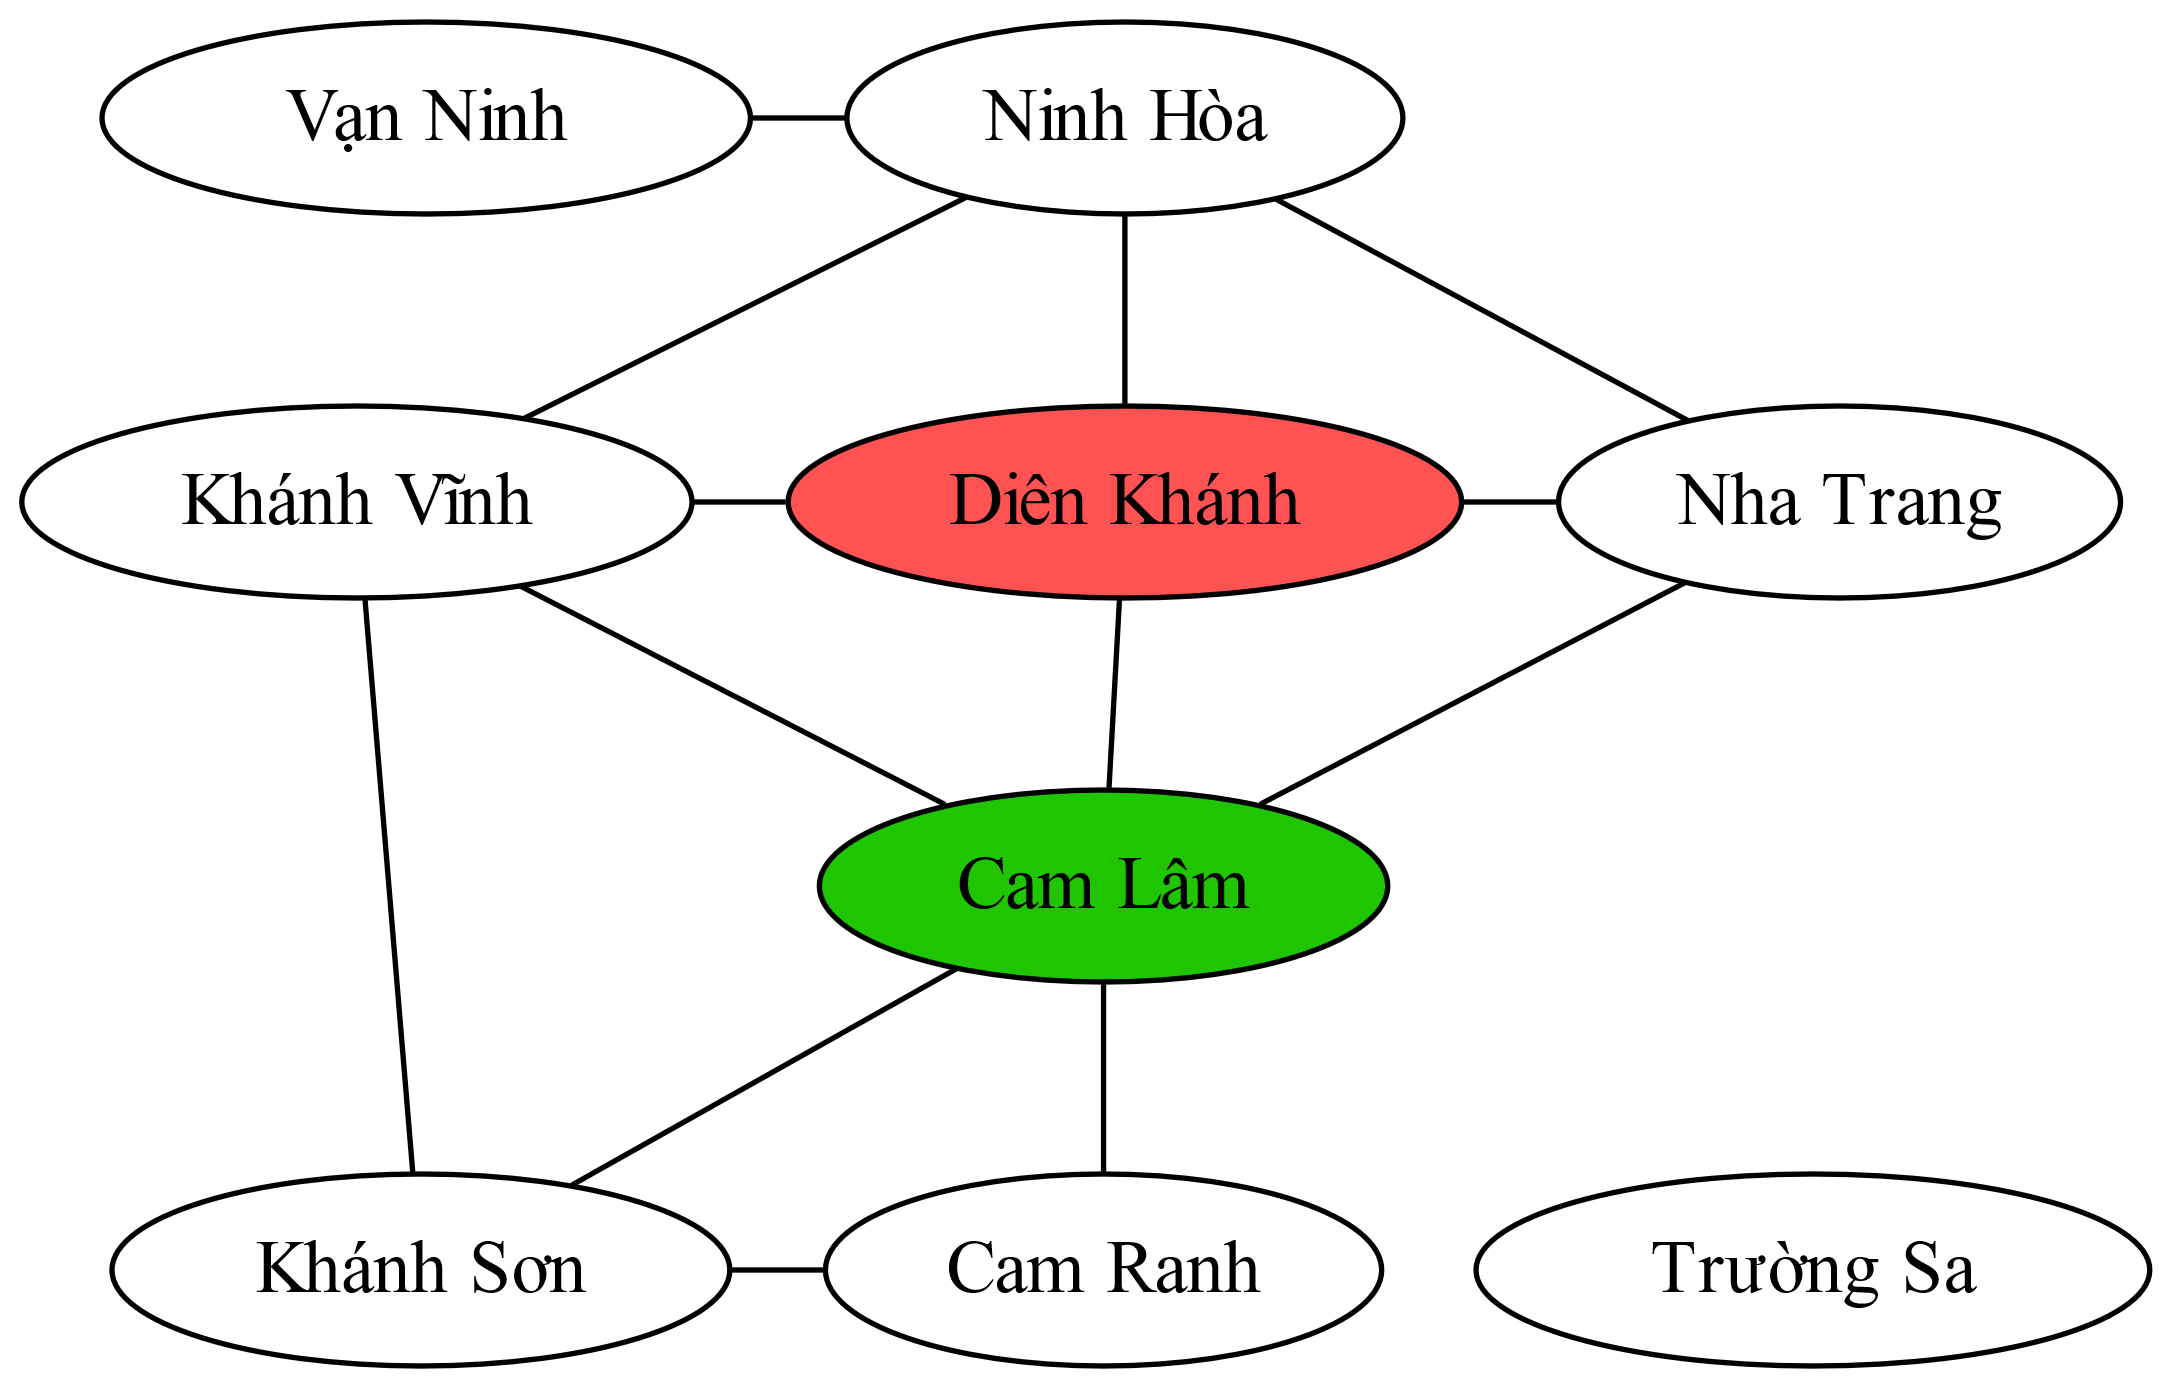 Vạn Ninh
Ninh Hòa
Khánh Vĩnh
Diên Khánh
Nha Trang
Cam Lâm
Khánh Sơn
Cam Ranh
Trường Sa